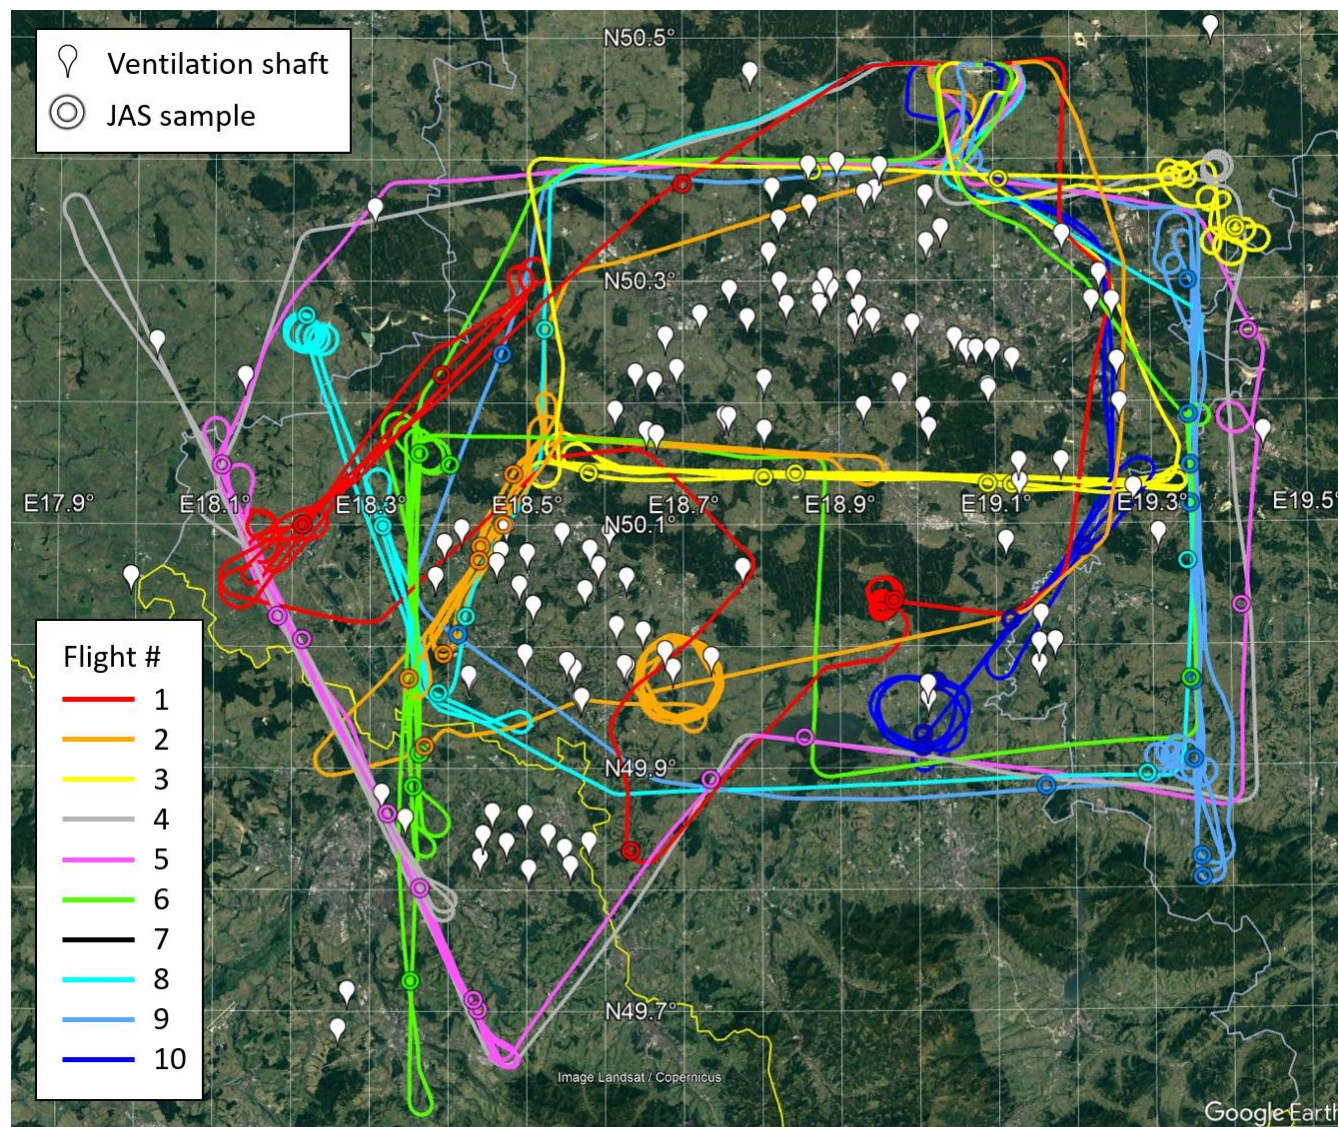 Ventilation shaft
JAS sample
N50.5°
N50.3°
E17.9°
E18.1°
E18.3°
E18.5°
E18.7°
E18.9°
E19.1°
E19.3°
E19.5°
N50.1°
Flight #
1
2
3
4
5
6
7
8
9
10
N49.9°
N49.7°
Image Landsat / Copernicus
Google Earth